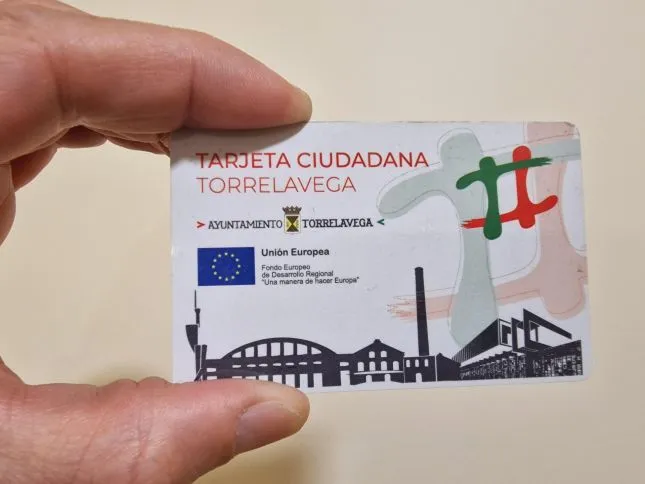 TARJETA CIUDADANA
TORRELAVEGA
> AYUNTAMIENTO TORRELAVEGA <
Unión Europea
Fondo Europeo
de Desarrollo Regional
"Una manera de hacer Europa"